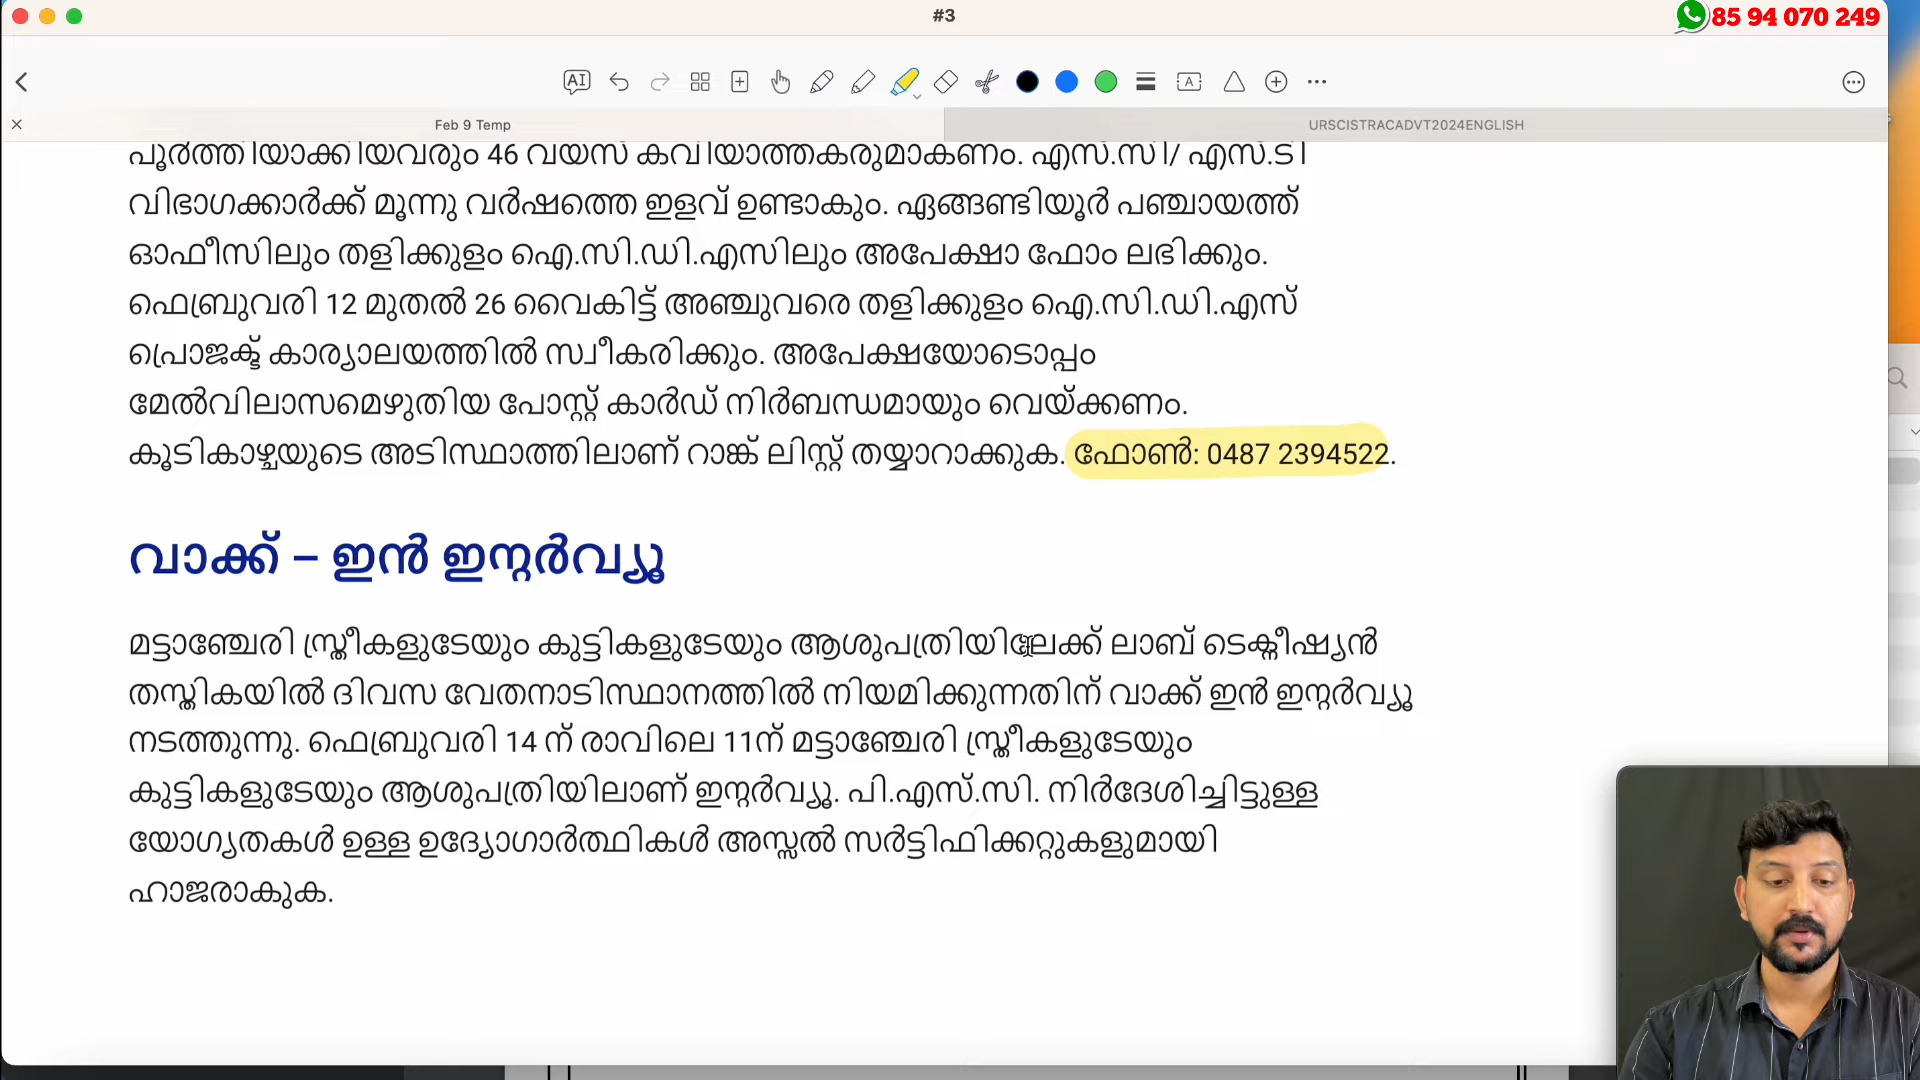 #3
85 94 070 249
AI
A
Feb 9 Temp
URSCISTRACADVT2024ENGLISH
പൂർത്തിയാക്കിയവരും 46 വയസ് കവിയാത്തകരുമാകണം. എസ്.സി/ എസ്.ടി
വിഭാഗക്കാർക്ക് മൂന്നു വർഷത്തെ ഇളവ് ഉണ്ടാകും. ഏങ്ങണ്ടിയൂർ പഞ്ചായത്ത്
ഓഫീസിലും തളിക്കുളം ഐ.സി.ഡി.എസിലും അപേക്ഷാ ഫോം ലഭിക്കും.
ഫെബ്രുവരി 12 മുതൽ 26 വൈകിട്ട് അഞ്ചുവരെ തളിക്കുളം ഐ.സി.ഡി.എസ്
പ്രൊജക്ട് കാര്യാലയത്തിൽ സ്വീകരിക്കും. അപേക്ഷയോടൊപ്പം
മേൽവിലാസമെഴുതിയ പോസ്റ്റ് കാർഡ് നിർബന്ധമായും വെയ്ക്കണം.
കൂടികാഴ്ചയുടെ അടിസ്ഥാത്തിലാണ് റാങ്ക് ലിസ്റ്റ് തയ്യാറാക്കുക. ഫോൺ: 0487 2394522.
വാക്ക് – ഇൻ ഇന്റർവ്യൂ
മട്ടാഞ്ചേരി സ്ത്രീകളുടേയും കുട്ടികളുടേയും ആശുപത്രിയിലേക്ക് ലാബ് ടെക്നീഷ്യൻ
തസ്തികയിൽ ദിവസ വേതനാടിസ്ഥാനത്തിൽ നിയമിക്കുന്നതിന് വാക്ക് ഇൻ ഇന്റർവ്യൂ
നടത്തുന്നു. ഫെബ്രുവരി 14 ന് രാവിലെ 11ന് മട്ടാഞ്ചേരി സ്ത്രീകളുടേയും
കുട്ടികളുടേയും ആശുപത്രിയിലാണ് ഇന്റർവ്യൂ. പി.എസ്.സി. നിർദേശിച്ചിട്ടുള്ള
യോഗ്യതകൾ ഉള്ള ഉദ്യോഗാർത്ഥികൾ അസ്സൽ സർട്ടിഫിക്കറ്റുകളുമായി
ഹാജരാകുക.